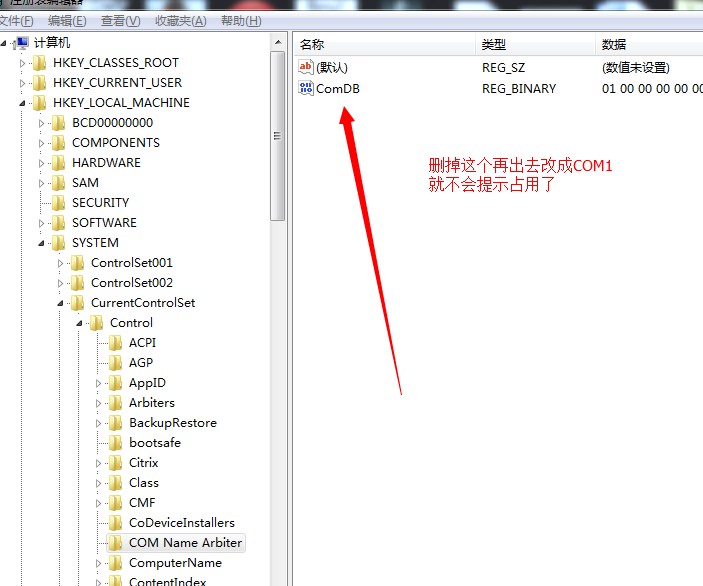 文件(F) 编辑(E) 查看(V) 收藏夹(A) 帮助(H)
计算机
HKEY_CLASSES_ROOT
HKEY_CURRENT_USER
HKEY_LOCAL_MACHINE
BCD00000000
COMPONENTS
HARDWARE
SAM
SECURITY
SOFTWARE
SYSTEM
ControlSet001
ControlSet002
CurrentControlSet
Control
ACPI
AGP
AppID
Arbiters
BackupRestore
bootsafe
Citrix
Class
CMF
CoDeviceInstallers
COM Name Arbiter
ComputerName
ContentIndex
名称 类型 数据
(默认) REG_SZ (数值未设置)
ComDB REG_BINARY 01 00 00 00 00 00
删掉这个再出去改成COM1
就不会提示占用了